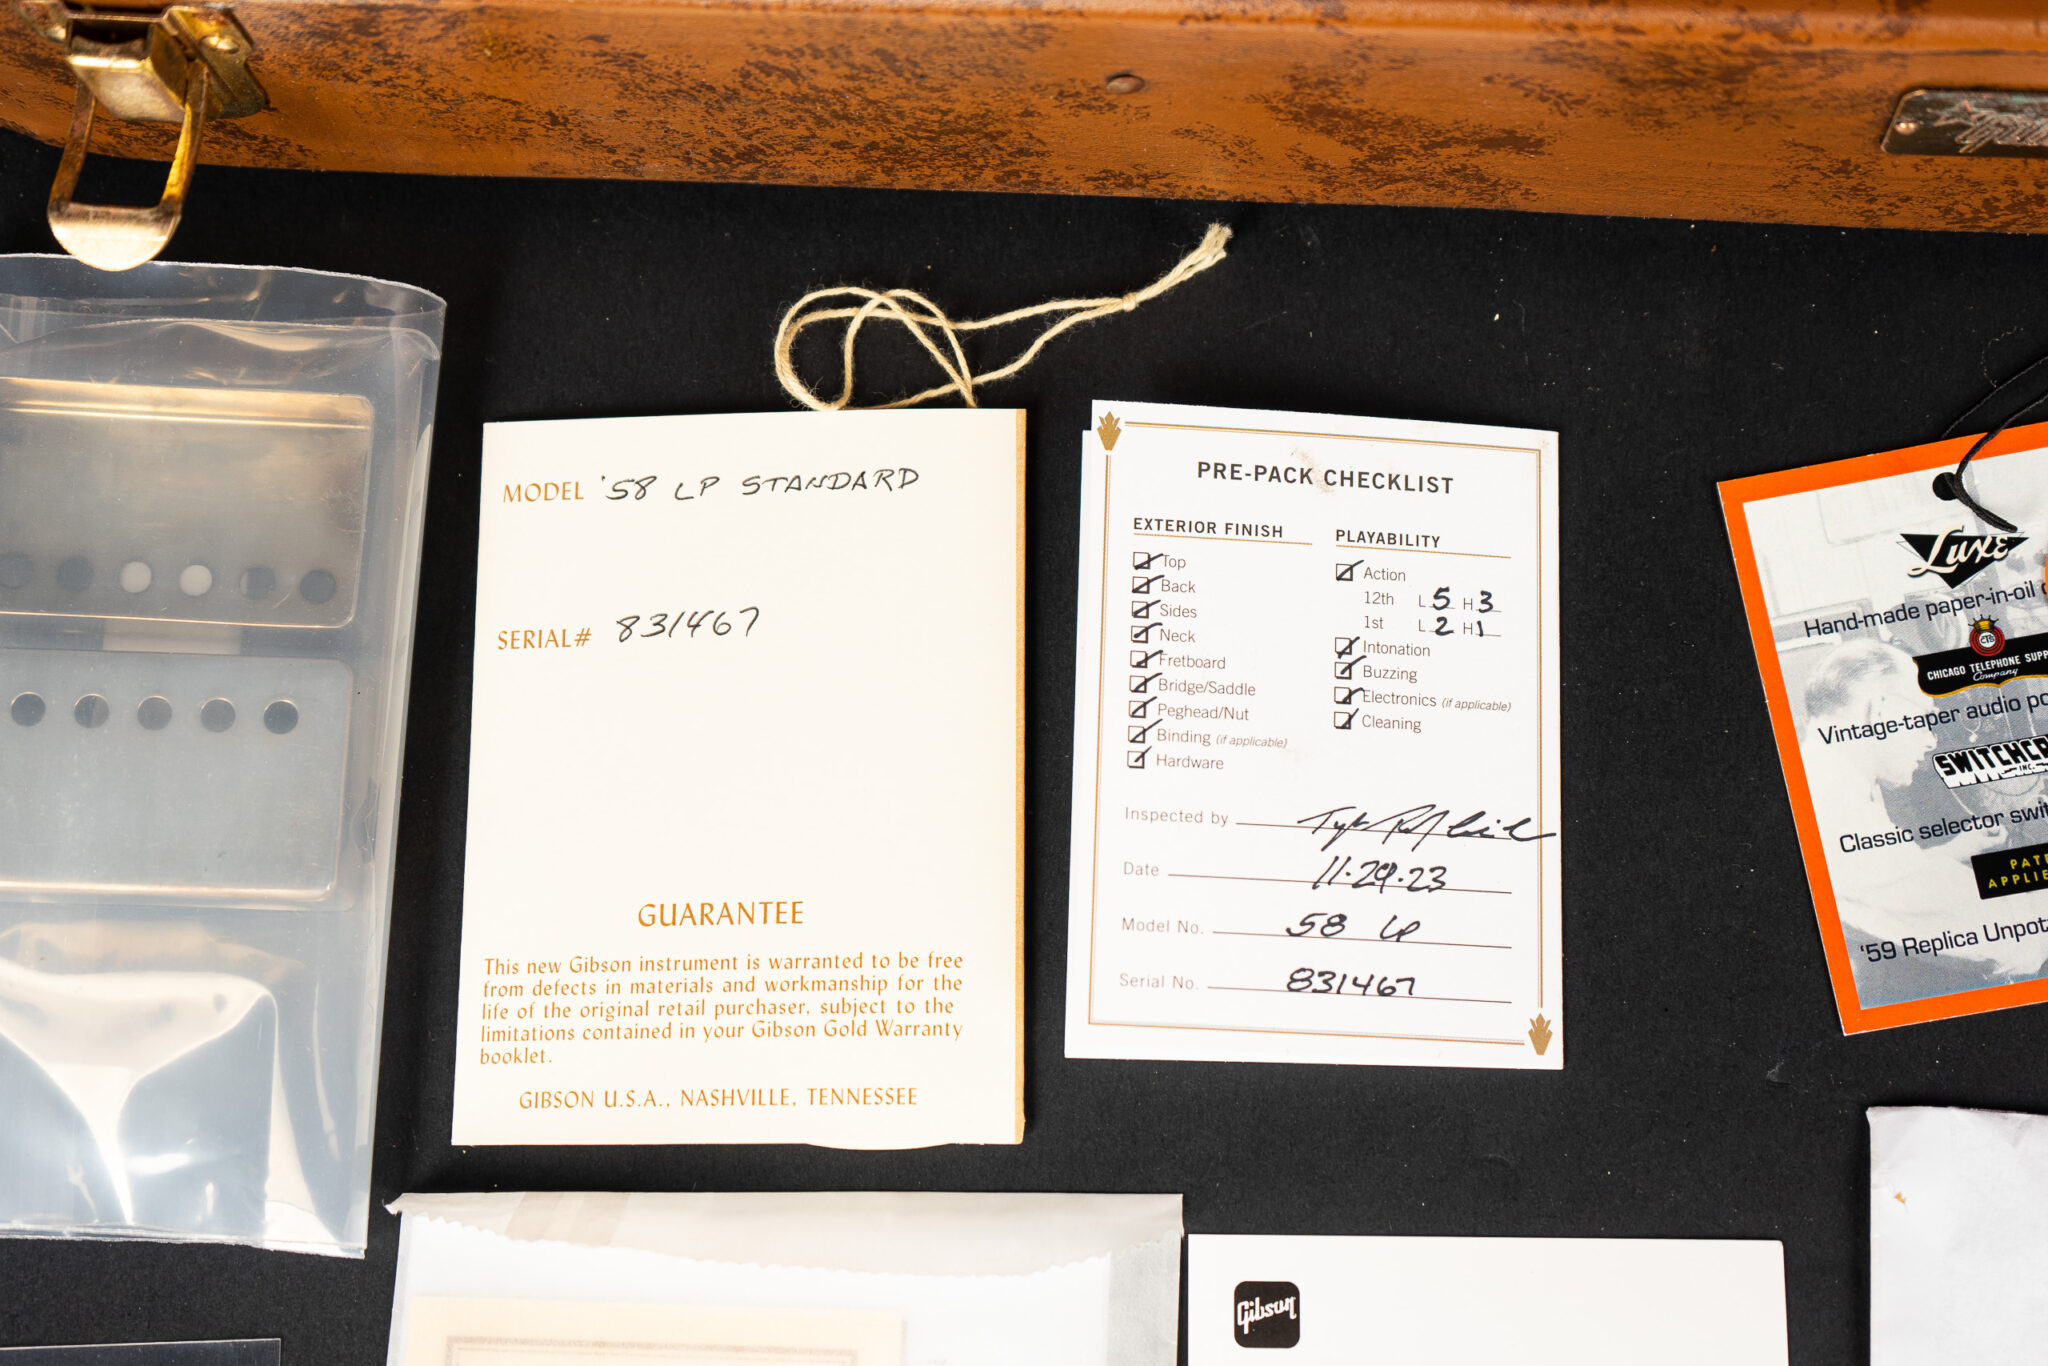 MODEL '58 LP STANDARD
SERIAL# 831467
GUARANTEE
This new Gibson instrument is warranted to be free
from defects in materials and workmanship for the
life of the original retail purchaser, subject to the
limitations contained in your Gibson Gold Warranty
booklet.
GIBSON U.S.A., NASHVILLE, TENNESSEE
PRE-PACK CHECKLIST
EXTERIOR FINISH
Top
Back
Sides
Neck
Fretboard
Bridge/Saddle
Peghead/Nut
Binding (if applicable)
Hardware
PLAYABILITY
Action
12th L 5 H 3
1st L 2 H 1
Intonation
Buzzing
Electronics (if applicable)
Cleaning
Inspected by
Date 11.29.23
Model No. 58 LP
Serial No. 831467
Luxe
Hand-made paper-in-oil
CTS
CHICAGO TELEPHONE SUPP
Company
Vintage-taper audio po
SWITCHCR
INC.
Classic selector swit
PATE
APPLIE
'59 Replica Unpot
Gibson